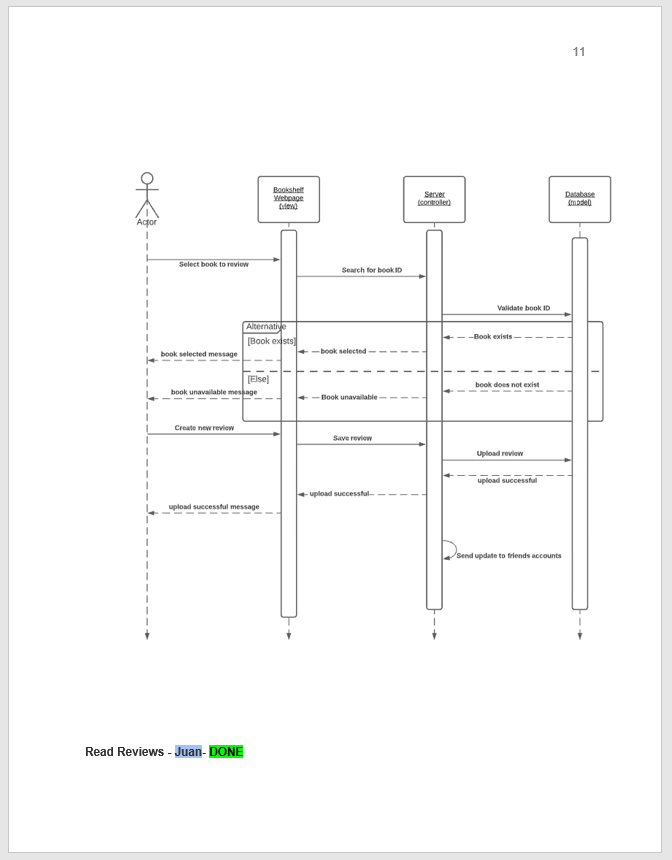 11
Actor
Bookshelf
Webpage
(view)
Server
(controller)
Database
(model)
Select book to review
Search for book ID
Validate book ID
Alternative
[Book exists]
Book exists
book selected
book selected message
[Else]
book does not exist
book unavailable message
Book unavailable
Create new review
Save review
Upload review
upload successful
upload successful
upload successful message
Send update to friends accounts
Read Reviews - Juan- DONE